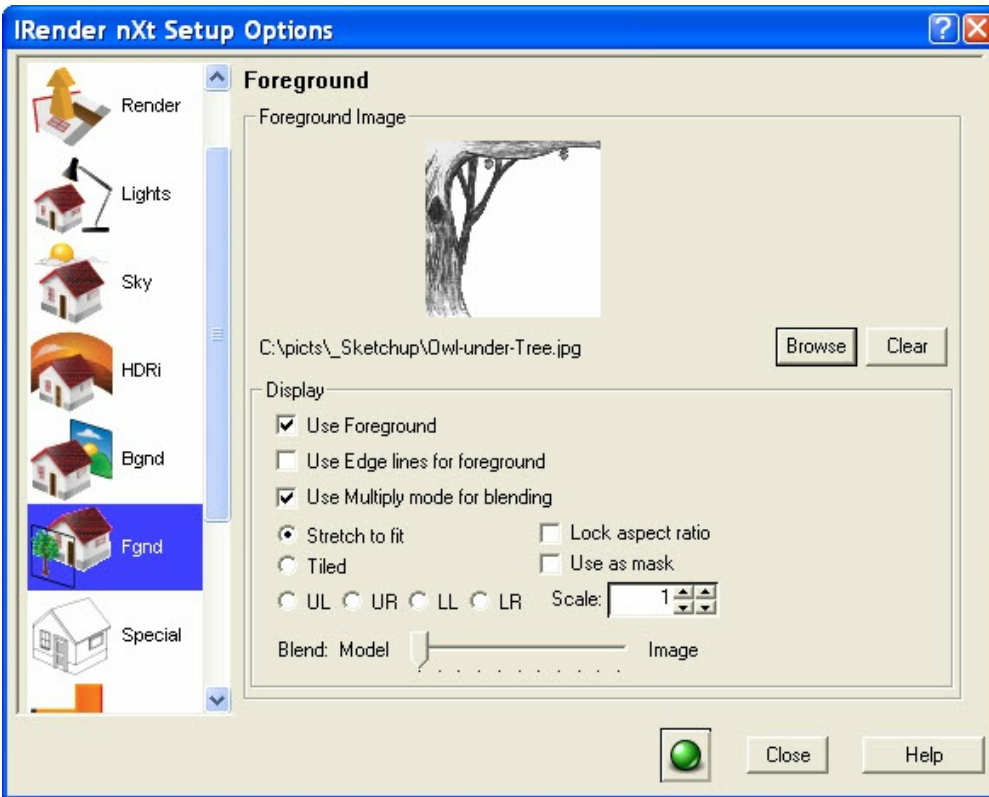 IRender nXt Setup Options
Render
Lights
Sky
HDRi
Bgnd
Fgnd
Special
Foreground
Foreground Image
C:\picts\_Sketchup\Owl-under-Tree.jpg
Browse
Clear
Display
Use Foreground
Use Edge lines for foreground
Use Multiply mode for blending
Stretch to fit
Lock aspect ratio
Tiled
Use as mask
UL UR LL LR Scale: 1
Blend: Model Image
Close
Help